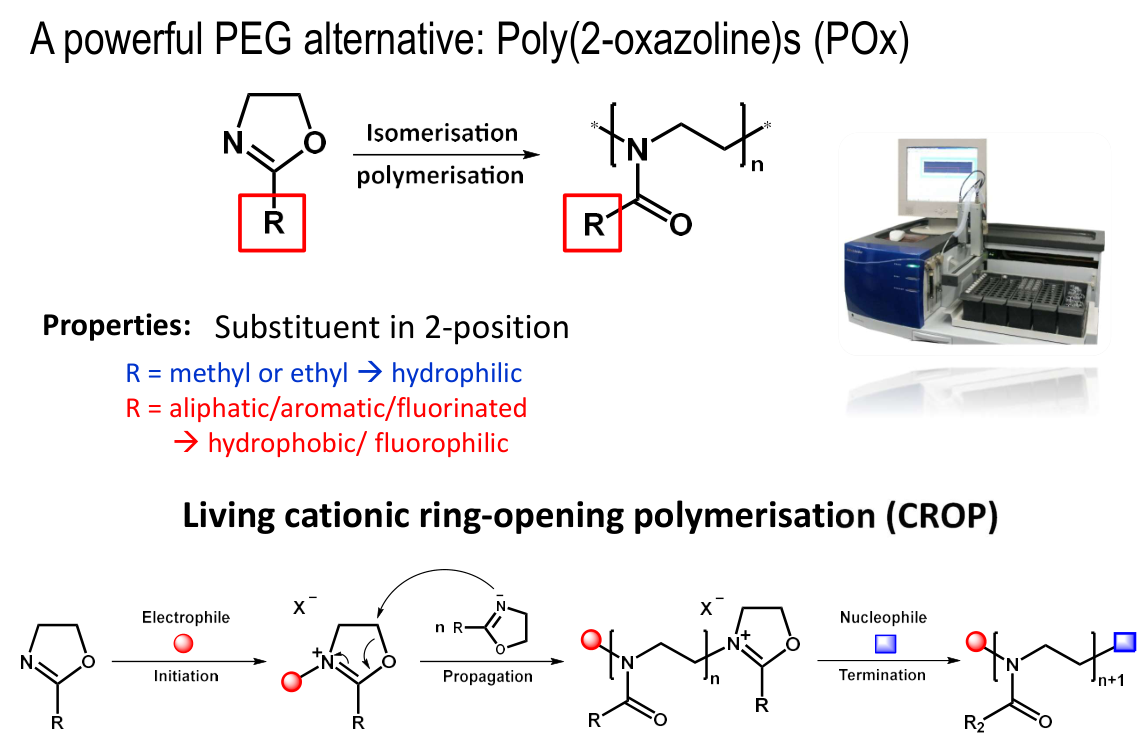 A powerful PEG alternative: Poly(2-oxazoline)s (POx)
N
O
R
Isomerisation
polymerisation
*
N
*
n
R
O
Properties: Substituent in 2-position
R = methyl or ethyl → hydrophilic
R = aliphatic/aromatic/fluorinated
→ hydrophobic/ fluorophilic
Living cationic ring-opening polymerisation (CROP)
N
O
R
Electrophile
Initiation
X⁻
N⁺
O
R
n R
N
O
Propagation
N
n
R
O
X⁻
N⁺
O
R
Nucleophile
Termination
N
n+1
R₂
O